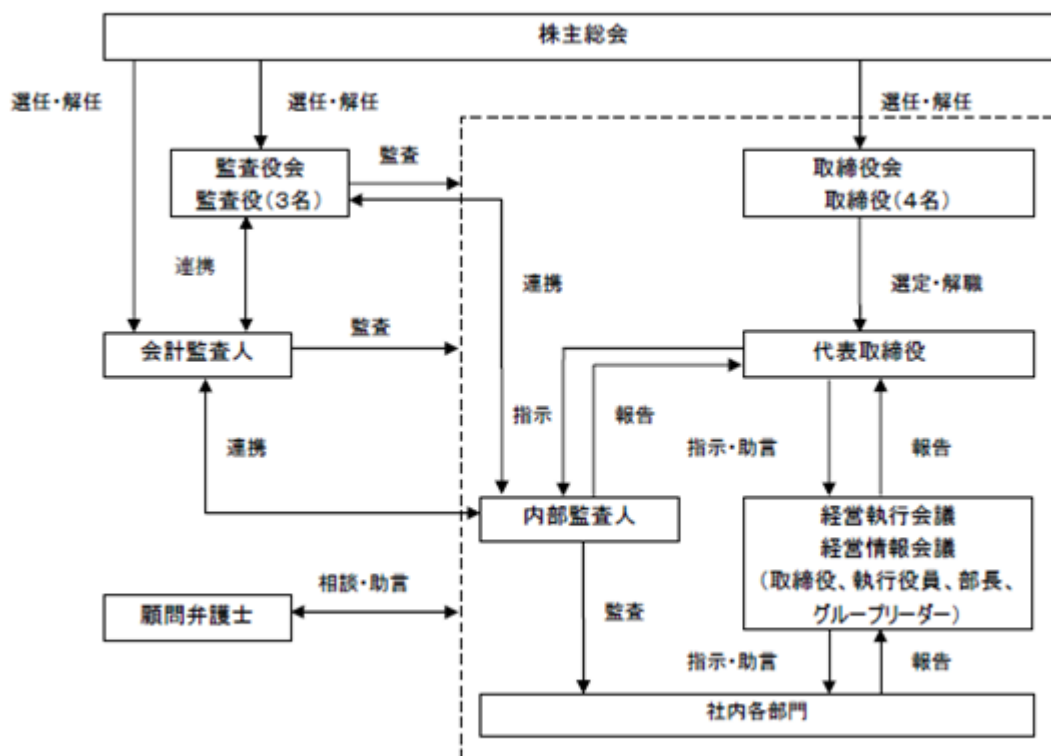 株主総会
選任・解任
選任・解任
選任・解任
監査役会
監査役(3名)
監査
取締役会
取締役(4名)
連携
連携
選定・解職
会計監査人
監査
代表取締役
連携
指示
報告
指示・助言
報告
内部監査人
経営執行会議
経営情報会議
(取締役、執行役員、部長、
グループリーダー)
顧問弁護士
相談・助言
監査
指示・助言
報告
社内各部門